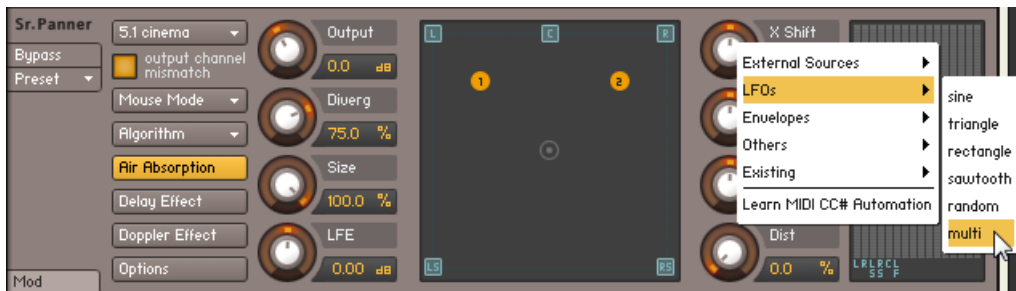 Sr.Panner
Bypass
Preset
Mod
5.1 cinema
output channel
mismatch
Mouse Mode
Algorithm
Air Absorption
Delay Effect
Doppler Effect
Options
Output
0.0 dB
Diverg
75.0 %
Size
100.0 %
LFE
0.00 dB
L C R
1 2
LS RS
X Shift
External Sources
LFOs
Envelopes
Others
Existing
Learn MIDI CC# Automation
sine
triangle
rectangle
sawtooth
random
multi
Dist
0.0 %
LRLRCL
SS F